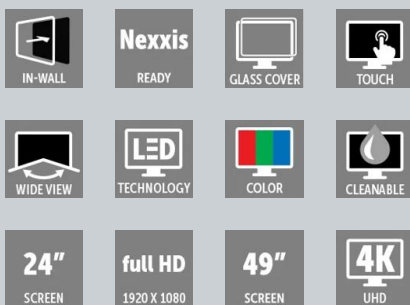 IN-WALL
Nexxis
READY
GLASS COVER
TOUCH
WIDE VIEW
LED
TECHNOLOGY
COLOR
CLEANABLE
24"
SCREEN
full HD
1920 X 1080
49"
SCREEN
4K
UHD